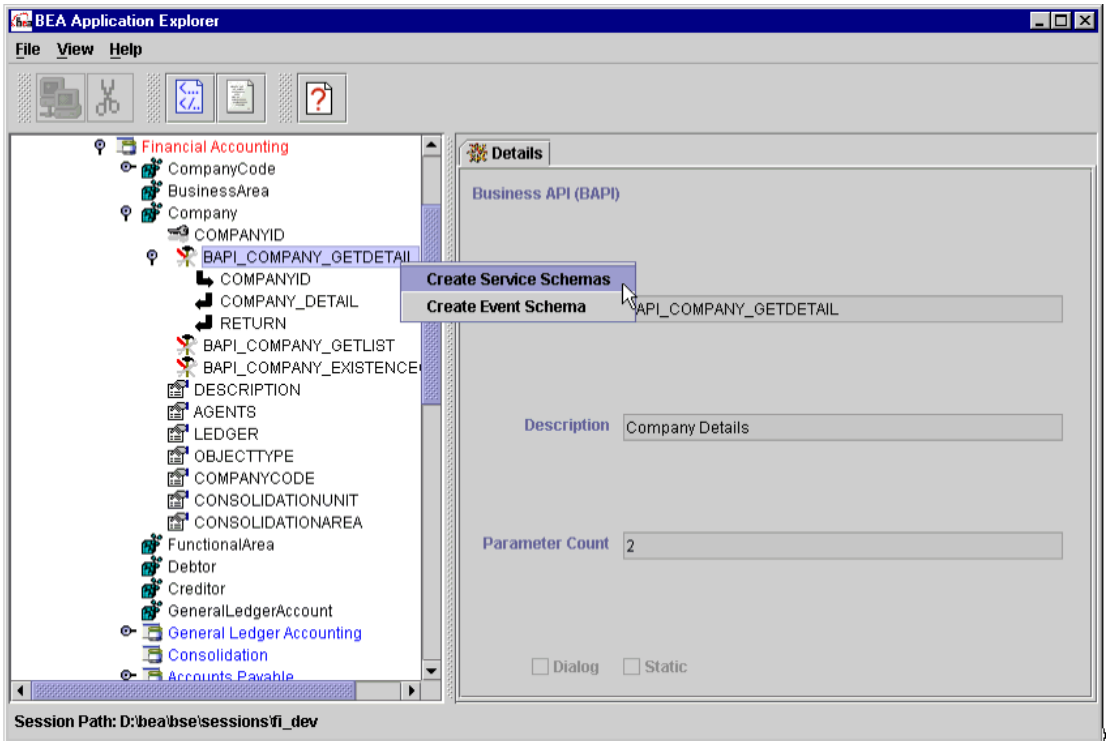 BEA Application Explorer
File View Help
Financial Accounting
CompanyCode
BusinessArea
Company
COMPANYID
BAPI_COMPANY_GETDETAIL
COMPANYID
COMPANY_DETAIL
RETURN
BAPI_COMPANY_GETLIST
BAPI_COMPANY_EXISTENCE
DESCRIPTION
AGENTS
LEDGER
OBJECTTYPE
COMPANYCODE
CONSOLIDATIONUNIT
CONSOLIDATIONAREA
FunctionalArea
Debtor
Creditor
GeneralLedgerAccount
General Ledger Accounting
Consolidation
Accounts Payable
Create Service Schemas
Create Event Schema
Details
Business API (BAPI)
API_COMPANY_GETDETAIL
Description Company Details
Parameter Count 2
Dialog Static
Session Path: D:\bea\bse\sessions\fi_dev